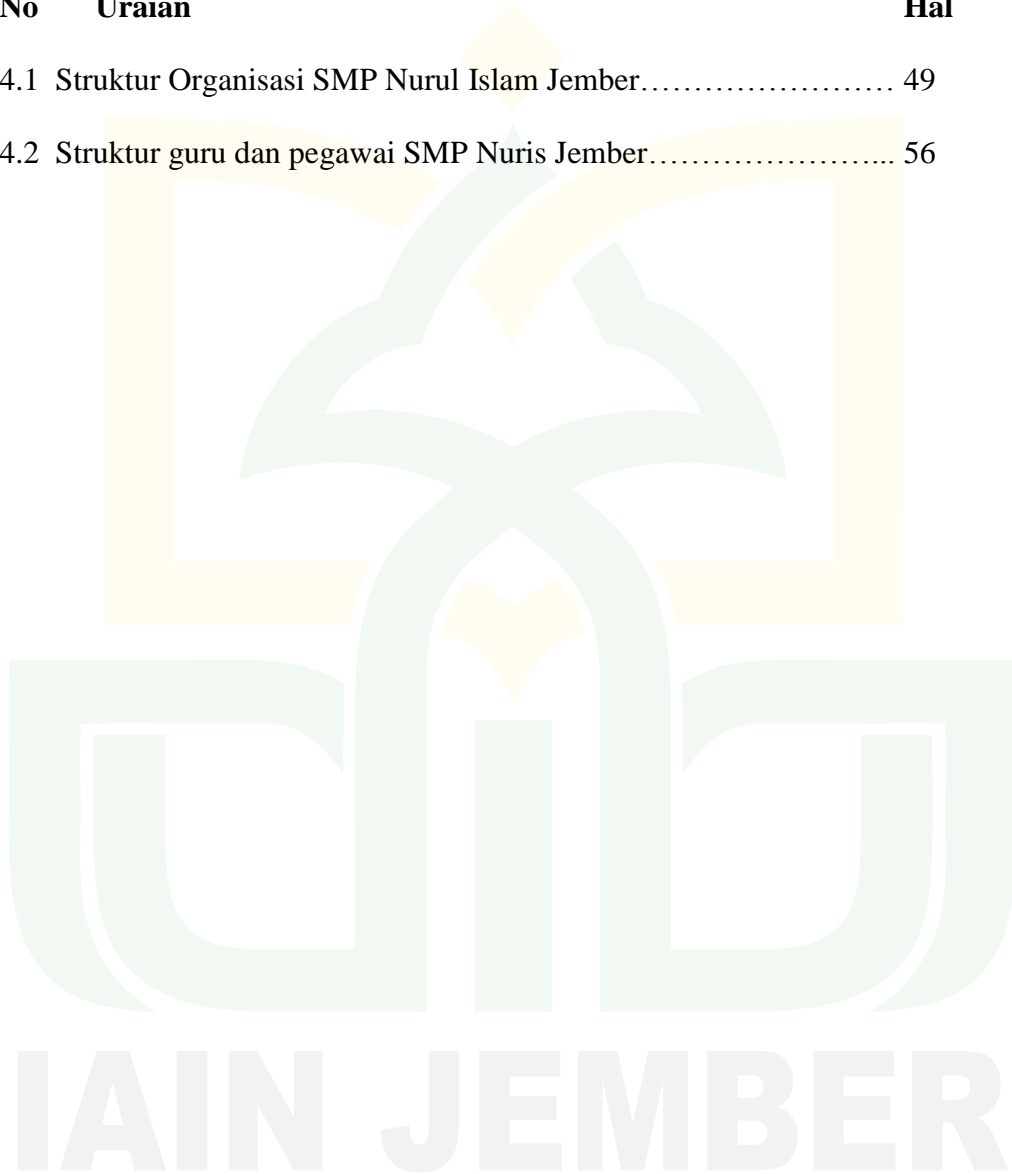 No Uraian Hal
4.1 Struktur Organisasi SMP Nurul Islam Jember…………………… 49
4.2 Struktur guru dan pegawai SMP Nuris Jember…………………... 56
IAIN JEMBER